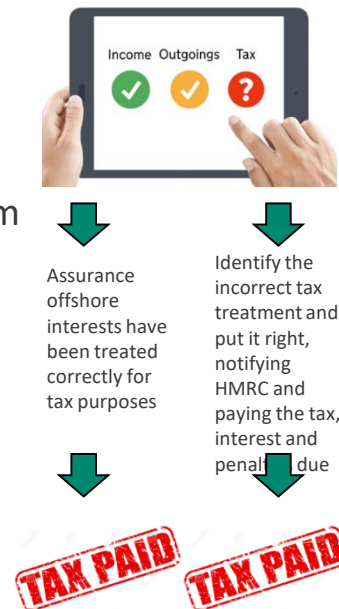 Income Outgoings Tax
?
m
Assurance
offshore
interests have
been treated
correctly for
tax purposes
Identify the
incorrect tax
treatment and
put it right,
notifying
HMRC and
paying the tax,
interest and
due
TAX PAID
TAX PAID